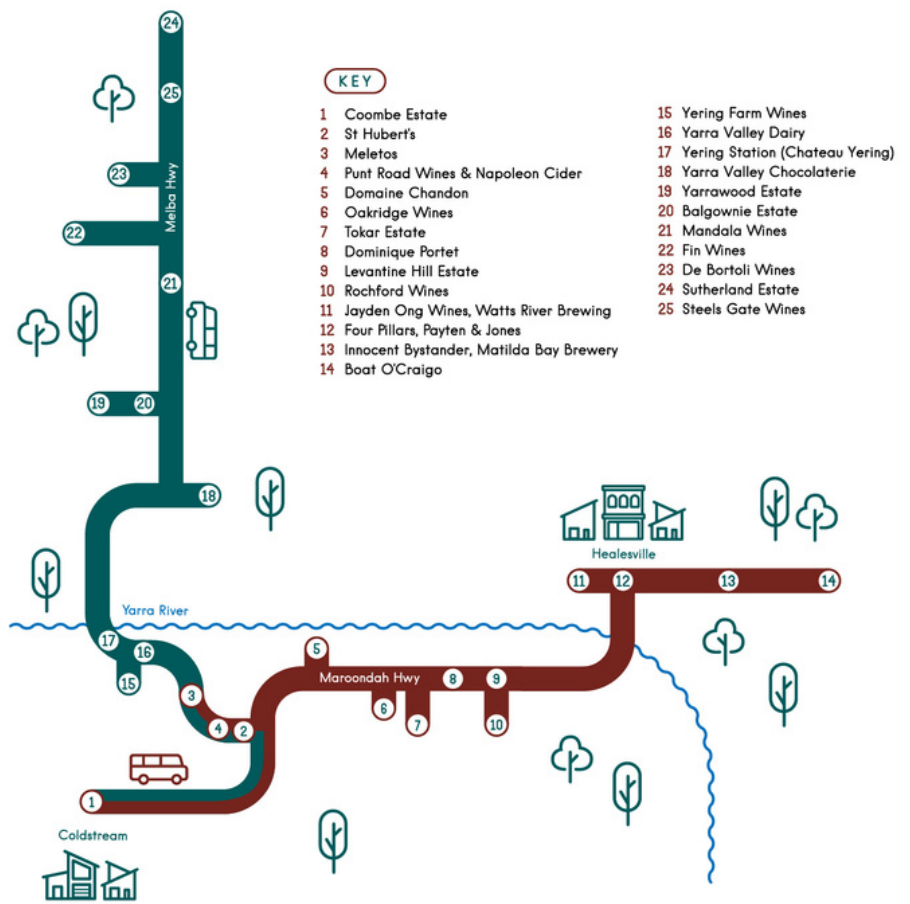 KEY
1 Coombe Estate
2 St Hubert's
3 Meletos
4 Punt Road Wines & Napoleon Cider
5 Domaine Chandon
6 Oakridge Wines
7 Tokar Estate
8 Dominique Portet
9 Levantine Hill Estate
10 Rochford Wines
11 Jayden Ong Wines, Watts River Brewing
12 Four Pillars, Payten & Jones
13 Innocent Bystander, Matilda Bay Brewery
14 Boat O'Craigo
15 Yering Farm Wines
16 Yarra Valley Dairy
17 Yering Station (Chateau Yering)
18 Yarra Valley Chocolaterie
19 Yarrawood Estate
20 Balgownie Estate
21 Mandala Wines
22 Fin Wines
23 De Bortoli Wines
24 Sutherland Estate
25 Steels Gate Wines
24
25
23
Melba Hwy
22
21
19 20
18
Healesville
11 12 13 14
Yarra River
17
16
15
5
Maroondah Hwy 8 9
3
6
7
10
4 2
1
Coldstream